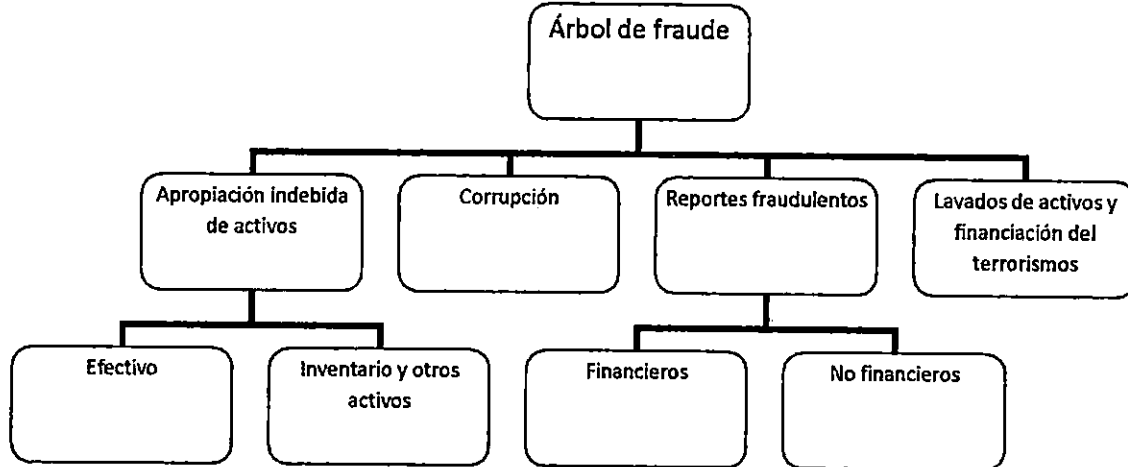 Árbol de fraude
Apropiación indebida
de activos
Corrupción
Reportes fraudulentos
Lavados de activos y
financiación del
terrorismos
Efectivo
Inventario y otros
activos
Financieros
No financieros